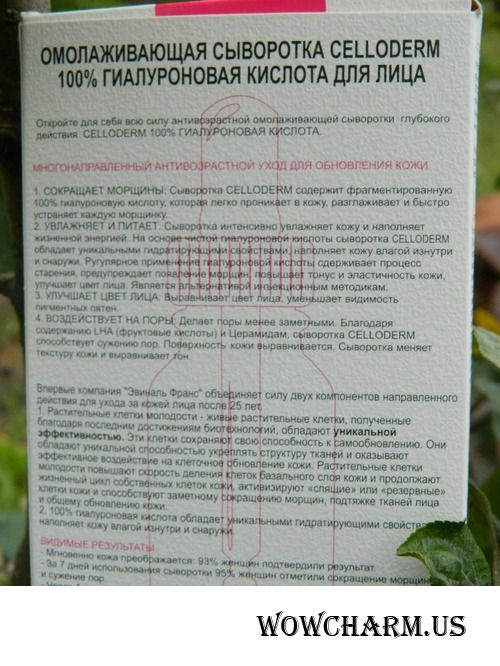 ОМОЛАЖИВАЮЩАЯ СЫВОРОТКА CELLODERM
100% ГИАЛУРОНОВАЯ КИСЛОТА ДЛЯ ЛИЦА
Откройте для себя всю силу антивозрастной омолаживающей сыворотки глубокого
действия CELLODERM 100% ГИАЛУРОНОВАЯ КИСЛОТА.
МНОГОНАПРАВЛЕННЫЙ АНТИВОЗРАСТНОЙ УХОД ДЛЯ ОБНОВЛЕНИЯ КОЖИ
1. СОКРАЩАЕТ МОРЩИНЫ: Сыворотка CELLODERM содержит фрагментированную
100% гиалуроновую кислоту, которая легко проникает в кожу, разглаживает и быстро
устраняет каждую морщинку.
2. УВЛАЖНЯЕТ И ПИТАЕТ: Сыворотка интенсивно увлажняет кожу и наполняет
жизненной энергией. На основе чистой гиалуроновой кислоты сыворотка CELLODERM
обладает уникальными гидратирующими свойствами, наполняет кожу влагой изнутри
и снаружи. Ругулярное применение гиалуроновой кислоты сдерживает процесс
старения, предупреждает появление морщин, повышает тонус и эластичность кожи,
улучшает цвет лица. Является альтернативой инъекционным методикам.
3. УЛУЧШАЕТ ЦВЕТ ЛИЦА: Выравнивает цвет лица, уменьшает видимость
пигментных пятен.
4. ВОЗДЕЙСТВУЕТ НА ПОРЫ: Делает поры менее заметными. Благодаря
содержанию LHA (фруктовые кислоты) и Церамидам, сыворотка CELLODERM
способствует сужению пор. Поверхность кожи выравнивается. Сыворотка меняет
текстуру кожи и выравнивает тон.
Впервые компания "Эвиналь Франс" объединяет силу двух компонентов направленного
действия для ухода за кожей лица после 25 лет.
1. Растительные клетки молодости - живые растительные клетки, полученные
благодаря последним достижениям биотехнологий, обладают уникальной
эффективностью. Эти клетки сохраняют свою способность к самообновлению. Они
обладают уникальной способностью укреплять структуру тканей и оказывают
эффективное воздействие на клеточное обновление кожи. Растительные клетки
молодости повышают скорость деления клеток базального слоя кожи и продолжают
жизненный цикл собственных клеток кожи, активизируют «спящие» или «резервные»
клетки кожи и способствуют заметному сокращению морщин, подтяжке тканей лица
и общему обновлению кожи.
2. 100% гиалуроновая кислота обладает уникальными гидратирующими свойств
наполняет кожу влагой изнутри и снаружи.
ВИДИМЫЕ РЕЗУЛЬТАТЫ
- Мгновенно кожа преображается: 93% женщин подтвердили результат.
- За 7 дней использования сыворотки 95% женщин отметили сокращение морщин
и сужение пор.
WOWCHARM.US